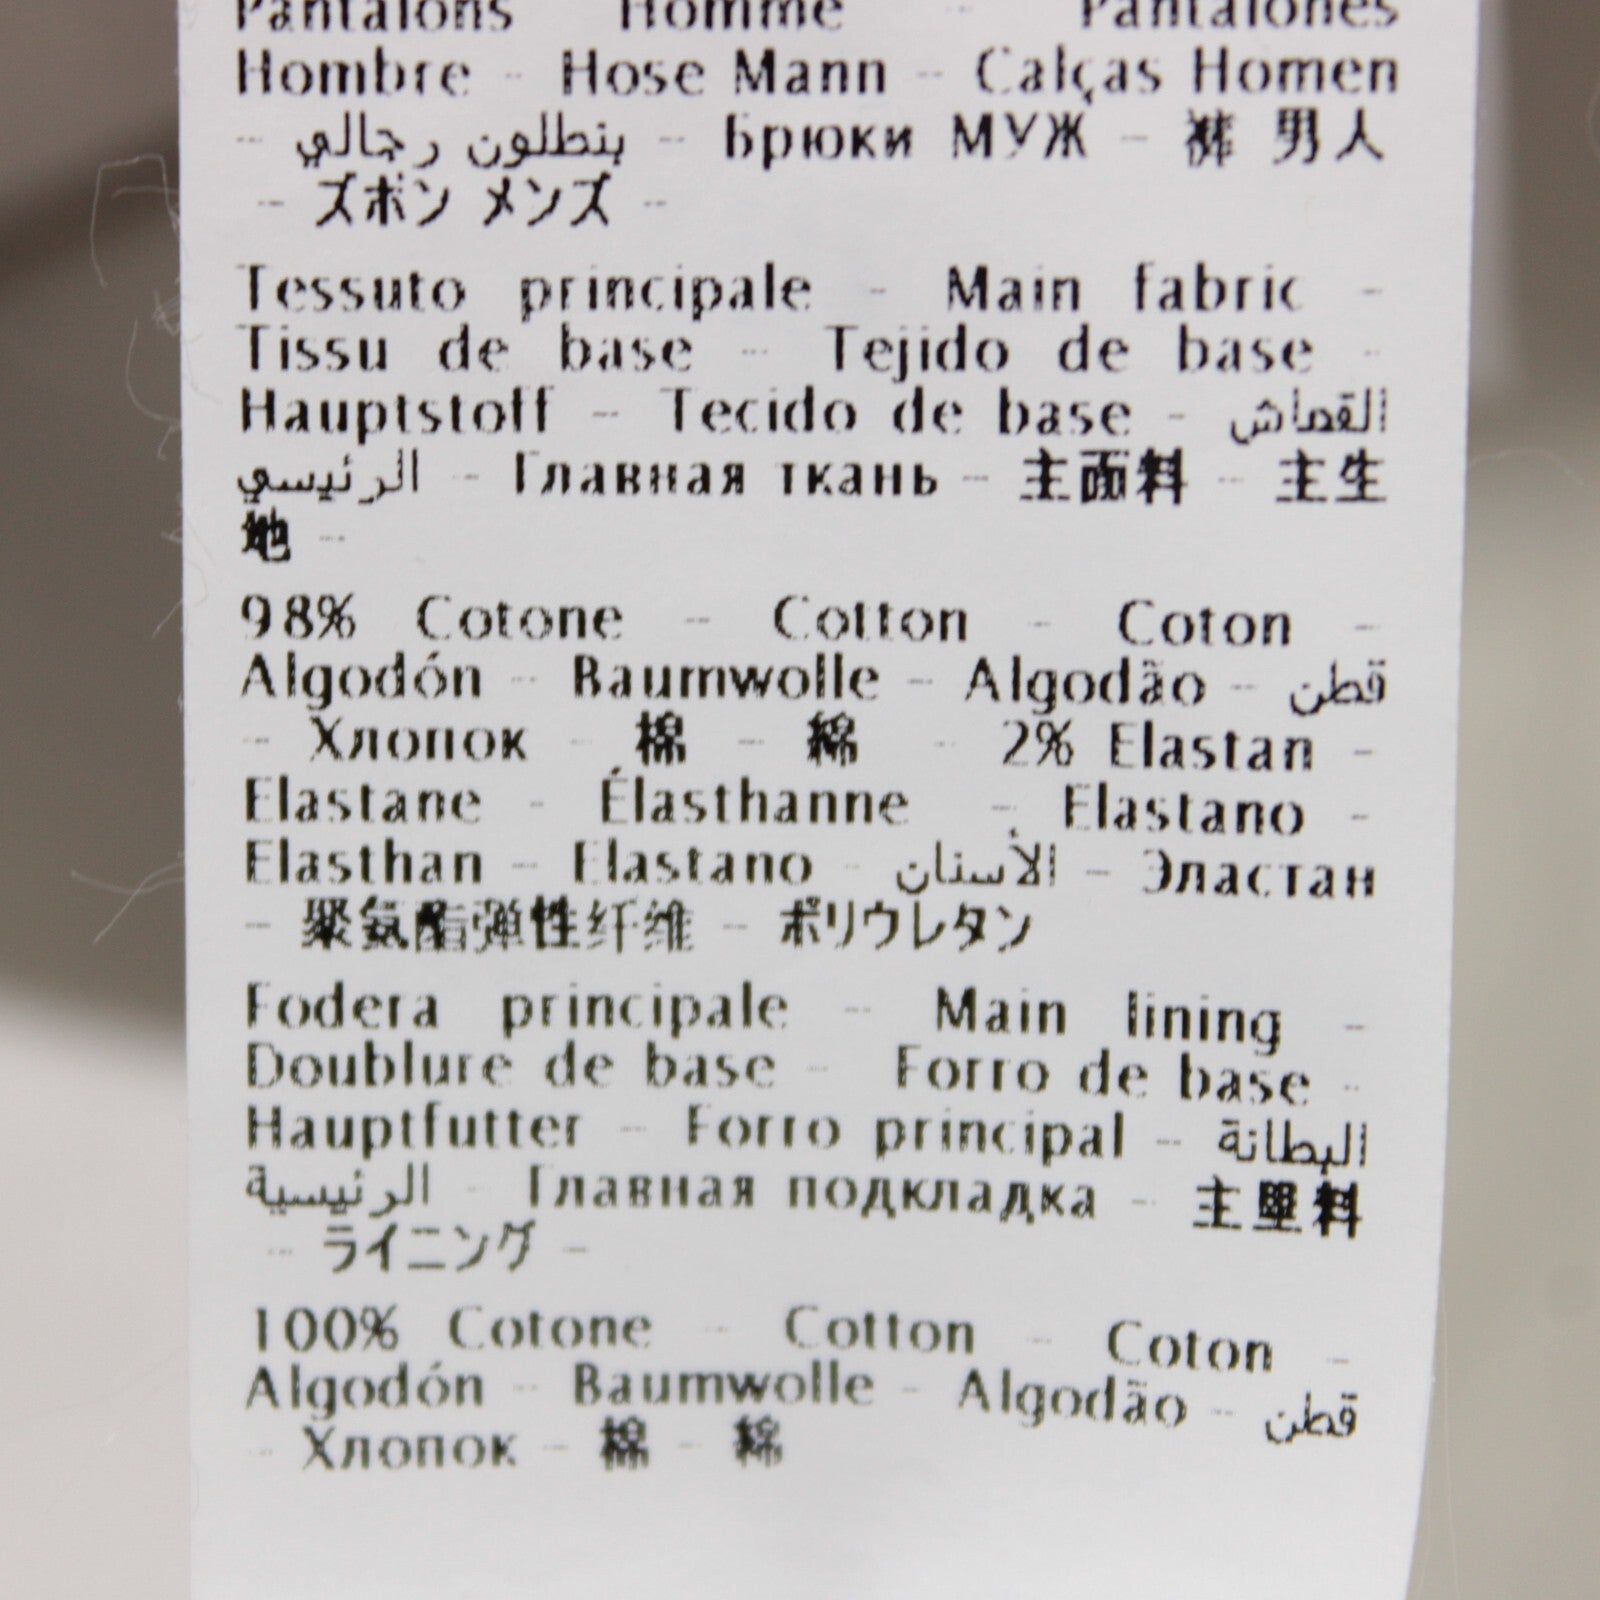 Pantalons Homme - Pantalones
Hombre - Hose Mann - Calças Homen
- بنطلون رجالي - Брюки МУЖ - 裤 男人
- ズボン メンズ -
Tessuto principale - Main fabric -
Tissu de base - Tejido de base -
Hauptstoff - Tecido de base - القماش
الرئيسي - Главная ткань - 主面料 - 主生
地 -
98% Cotone - Cotton - Coton -
Algodón - Baumwolle - Algodão - قطن
- Хлопок - 棉 - 綿 - 2% Elastan -
Elastane - Élasthanne - Elastano -
Elasthan - Elastano - الأستان - Эластан
- 聚氨酯弹性纤维 - ポリウレタン
Fodera principale - Main lining -
Doublure de base - Forro de base -
Hauptfutter - Forro principal - البطانة
الرئيسية - Главная подкладка - 主里料
- ライニング -
100% Cotone - Cotton - Coton -
Algodón - Baumwolle - Algodão - قطن
- Хлопок - 棉 - 綿